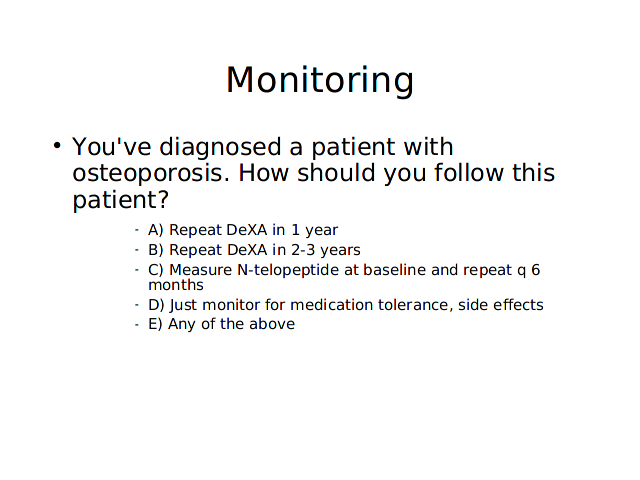 Monitoring
• You've diagnosed a patient with
osteoporosis. How should you follow this
patient?
- A) Repeat DeXA in 1 year
- B) Repeat DeXA in 2-3 years
- C) Measure N-telopeptide at baseline and repeat q 6
months
- D) Just monitor for medication tolerance, side effects
- E) Any of the above